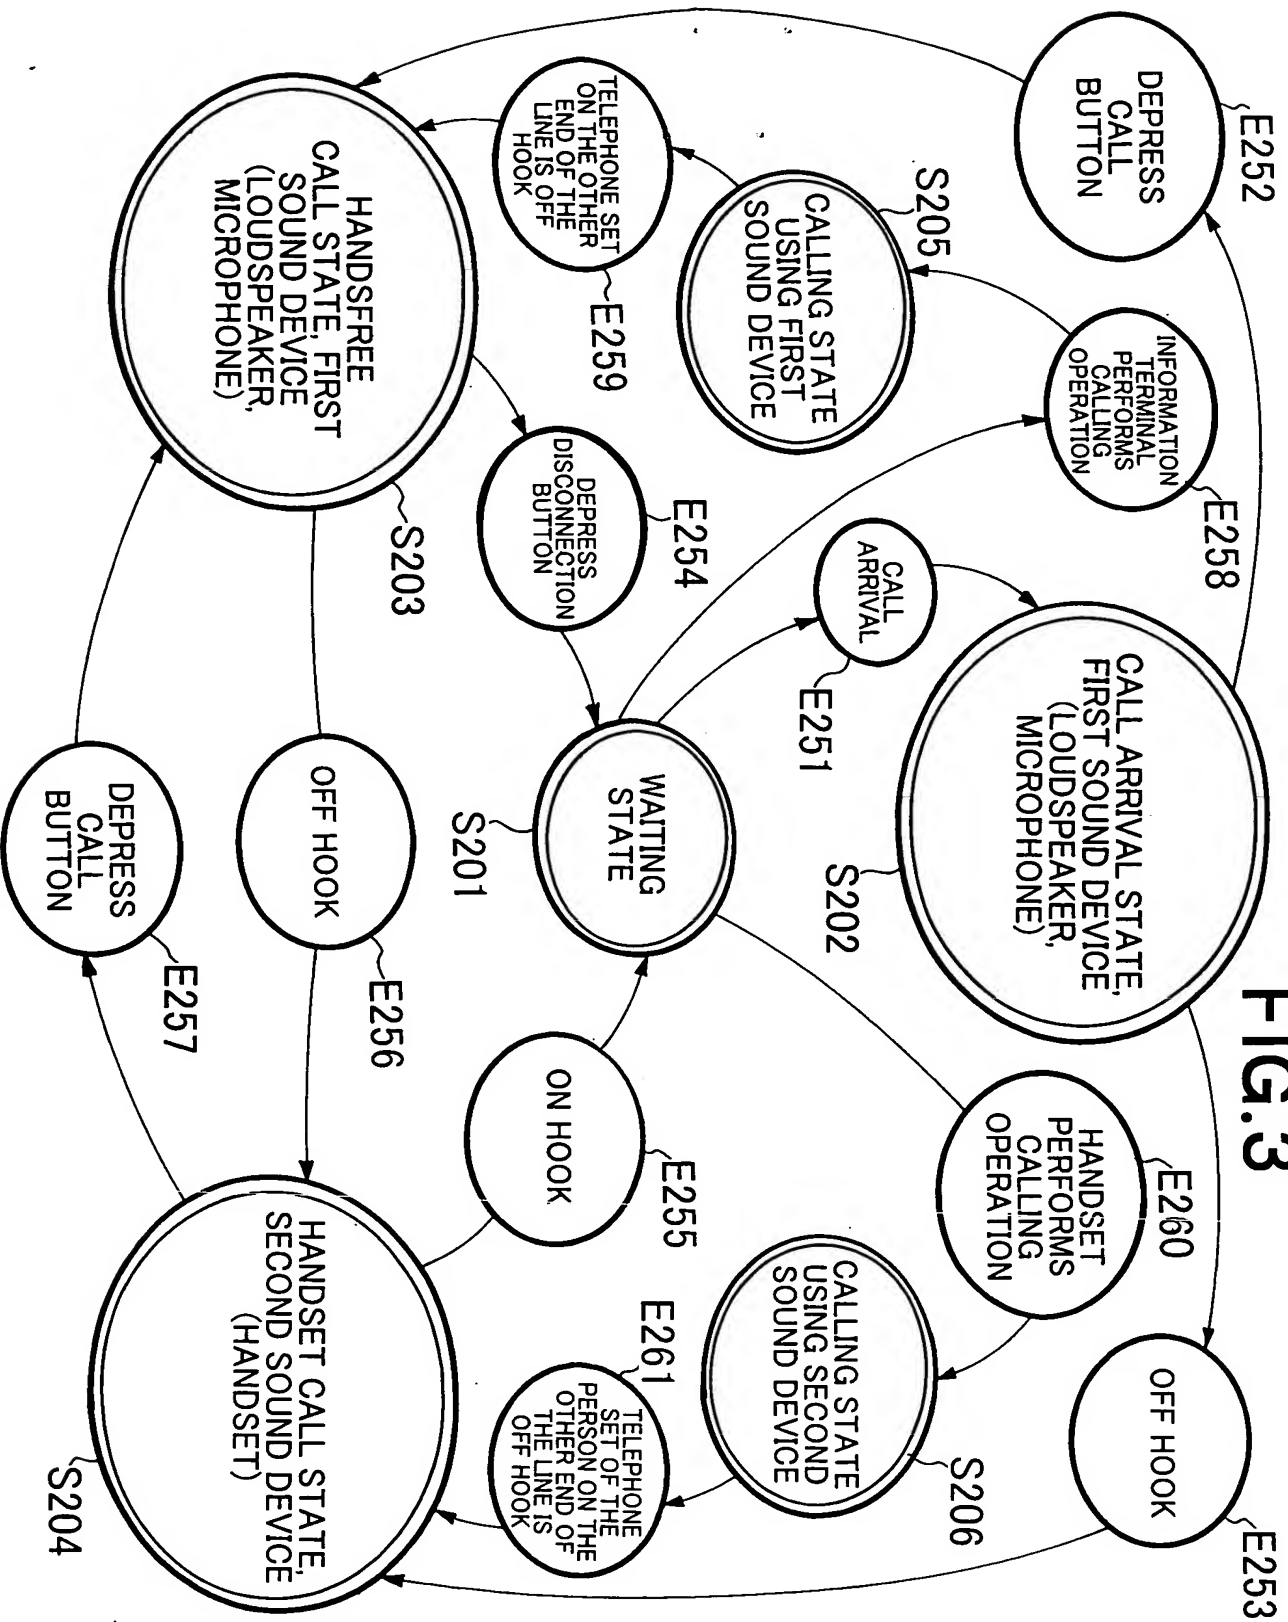 FIG.3
E252
DEPRESS
CALL
BUTTON
E258
INFORMATION
TERMINAL
PERFORMS
CALLING
OPERATION
CALL ARRIVAL STATE,
FIRST SOUND DEVICE
(LOUDSPEAKER,
MICROPHONE)
S202
HANDSET
PERFORMS
CALLING
OPERATION
E260
OFF HOOK
E253
S205
CALLING STATE
USING FIRST
SOUND DEVICE
CALL
ARRIVAL
E251
CALLING STATE
USING SECOND
SOUND DEVICE
S206
TELEPHONE SET
ON THE OTHER
END OF THE
LINE IS OFF
HOOK
E259
E254
DEPRESS
DISCONNECTION
BUTTON
WAITING
STATE
S201
ON HOOK
E255
E261
TELEPHONE
SET OF THE
PERSON ON THE
OTHER END OF
THE LINE IS
OFF HOOK
HANDSFREE
CALL STATE, FIRST
SOUND DEVICE
(LOUDSPEAKER,
MICROPHONE)
S203
OFF HOOK
E256
HANDSET CALL STATE,
SECOND SOUND DEVICE
(HANDSET)
S204
DEPRESS
CALL
BUTTON
E257